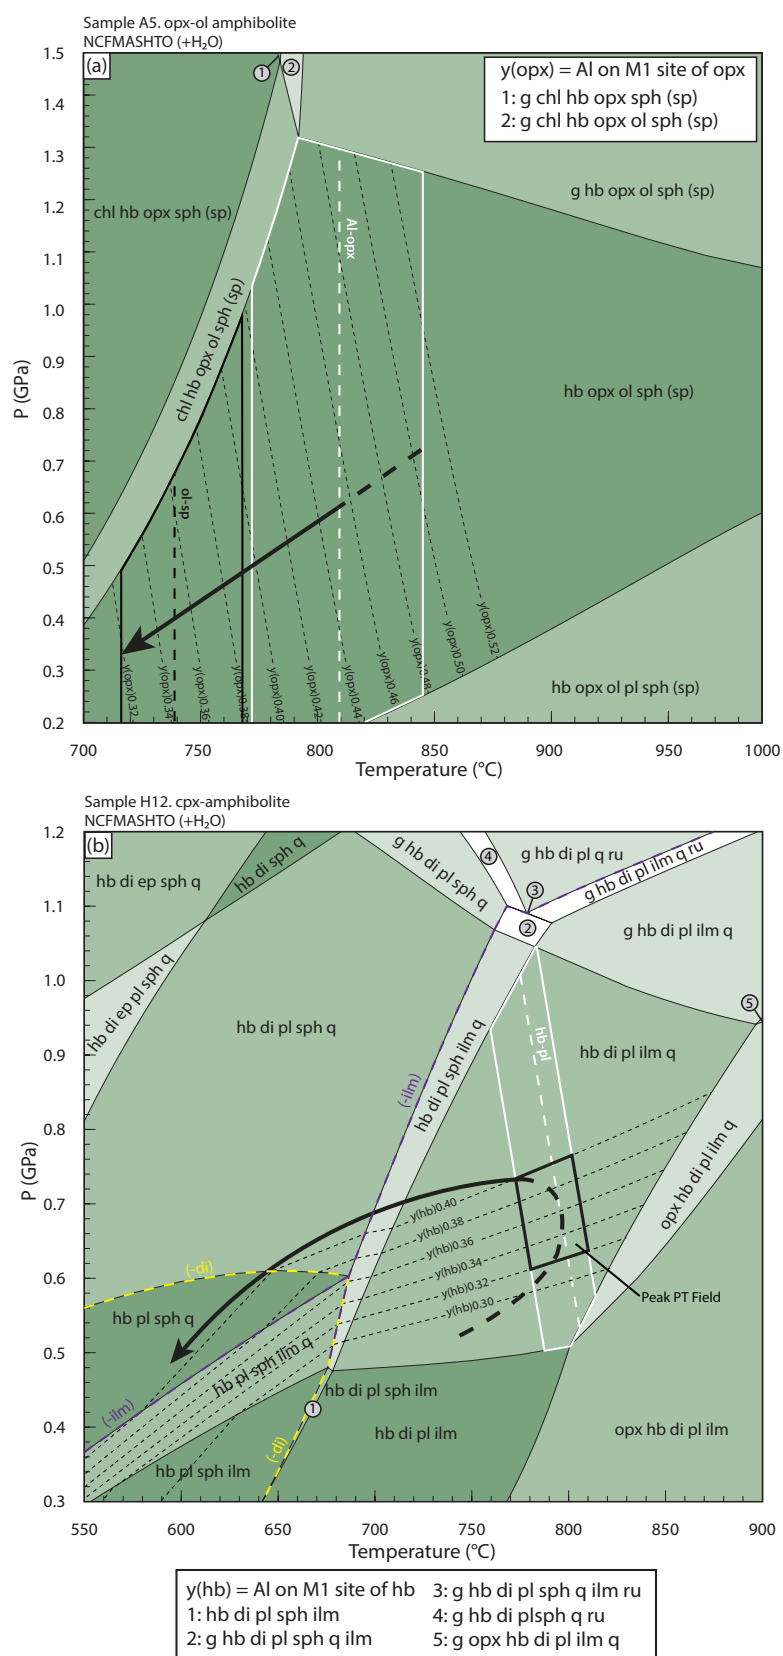 Sample A5. opx-ol amphibolite
NCFMASHTO (+H₂O)
(a)
1
2
y(opx) = Al on M1 site of opx
1: g chl hb opx sph (sp)
2: g chl hb opx ol sph (sp)
1.5
1.4
1.3
1.2
1.1
1.0
0.9
0.8
0.7
0.6
0.5
0.4
0.3
0.2
P (GPa)
chl hb opx sph (sp)
g hb opx ol sph (sp)
Al-opx
chl hb opx ol sph (sp)
hb opx ol sph (sp)
ol-sp
y(opx)0.32
y(opx)0.34
y(opx)0.36
y(opx)0.38
y(opx)0.40
y(opx)0.42
y(opx)0.44
y(opx)0.46
y(opx)0.48
y(opx)0.50
y(opx)0.52
hb opx ol pl sph (sp)
700
750
800
850
900
950
1000
Temperature (°C)
Sample H12. cpx-amphibolite
NCFMASHTO (+H₂O)
(b)
1.2
1.1
1.0
0.9
0.8
0.7
0.6
0.5
0.4
0.3
P (GPa)
hb di ep sph q
hb di sph q
g hb di pl sph q
4
g hb di pl q ru
3
g hb di pl ilm q ru
2
g hb di pl ilm q
hb di ep pl sph q
hb di pl sph q
5
hb-pl
hb di pl ilm q
(-ilm)
hb di pl sph ilm q
opx hb di pl ilm q
y(hb)0.40
y(hb)0.38
y(hb)0.36
y(hb)0.34
y(hb)0.32
y(hb)0.30
Peak PT Field
(-di)
hb pl sph q
hb pl sph ilm q
(-ilm)
hb di pl sph ilm
1
hb di pl ilm
opx hb di pl ilm
(-di)
hb pl sph ilm
550
600
650
700
750
800
850
900
Temperature (°C)
y(hb) = Al on M1 site of hb
1: hb di pl sph ilm
2: g hb di pl sph q ilm
3: g hb di pl sph q ilm ru
4: g hb di plsph q ru
5: g opx hb di pl ilm q